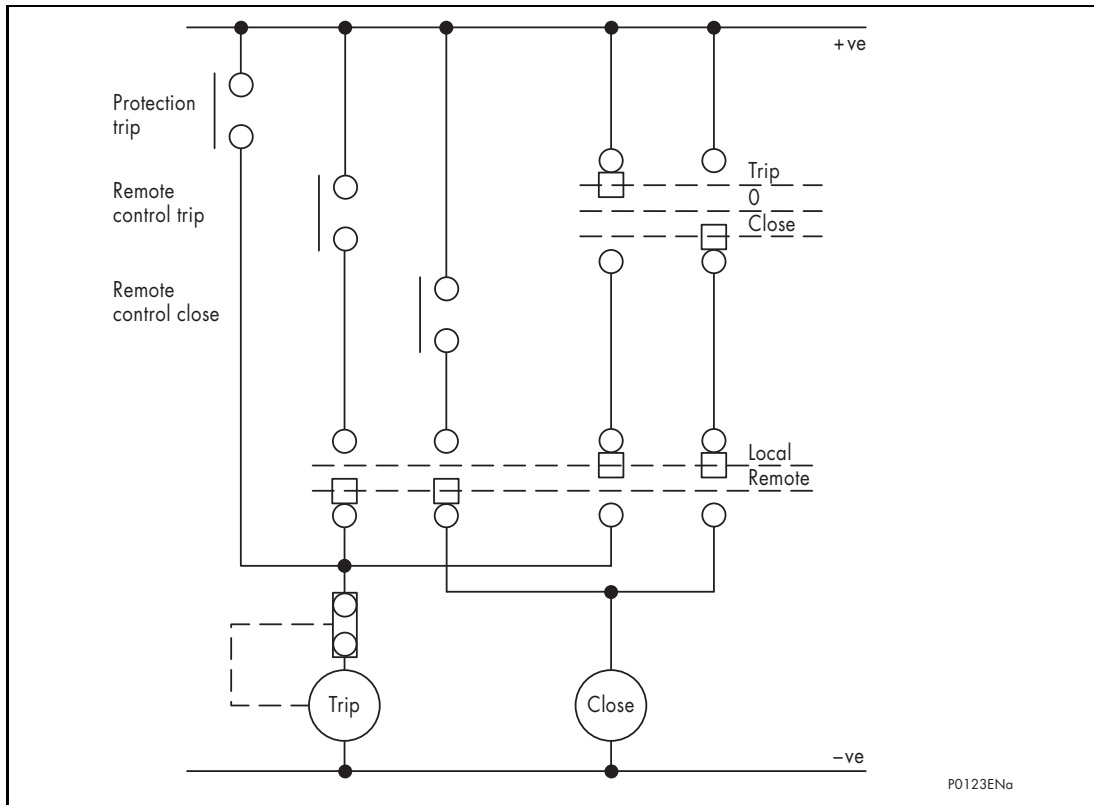 +ve
Protection
trip
Trip
Remote
control trip
0
Close
Remote
control close
Local
Remote
Trip
Close
–ve
P0123ENa